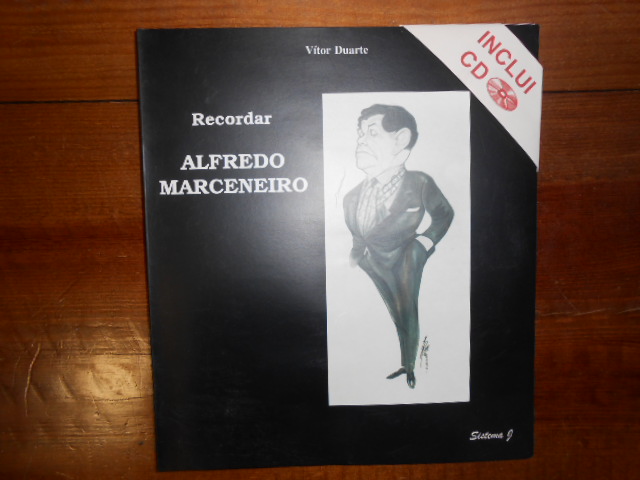 Vítor Duarte
INCLUI
CD
Recordar
ALFREDO
MARCENEIRO
Sistema J